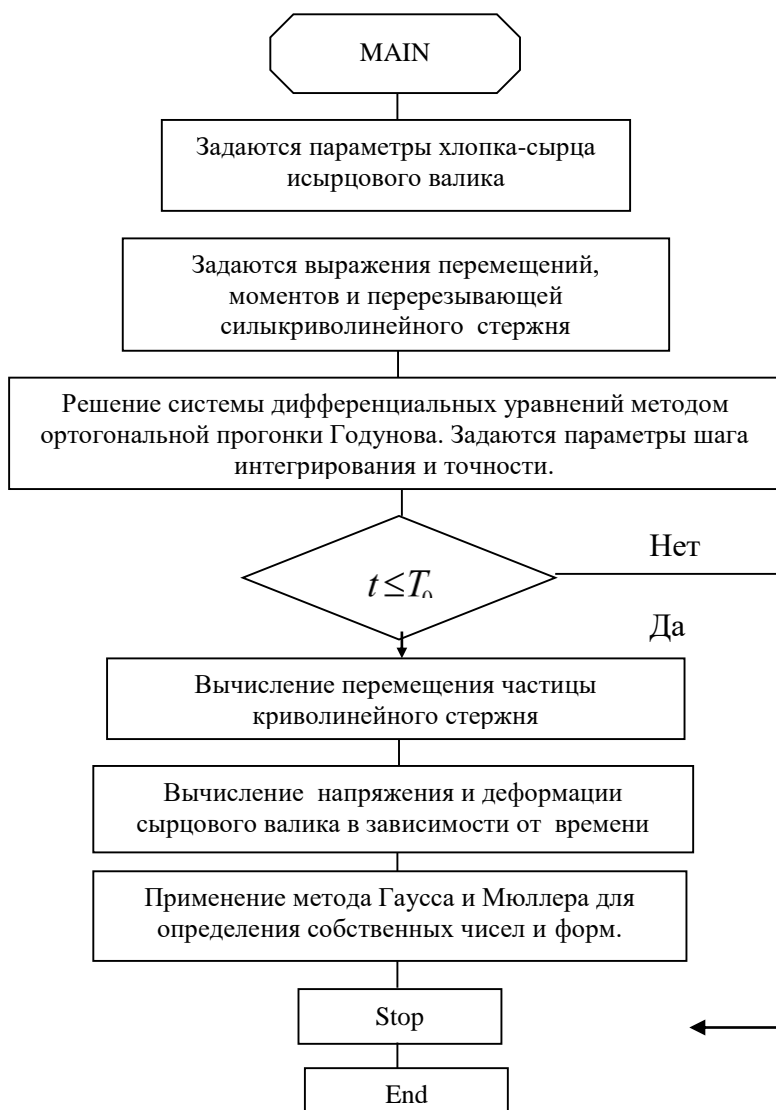 MAIN
Задаются параметры хлопка-сырца
исырцового валика
Задаются выражения перемещений,
моментов и перерезывающей
силыкриволинейного стержня
Решение системы дифференциальных уравнений методом
ортогональной прогонки Годунова. Задаются параметры шага
интегрирования и точности.
Нет
t ≤ T₀
Да
Вычисление перемещения частицы
криволинейного стержня
Вычисление напряжения и деформации
сырцового валика в зависимости от времени
Применение метода Гаусса и Мюллера для
определения собственных чисел и форм.
Stop
End